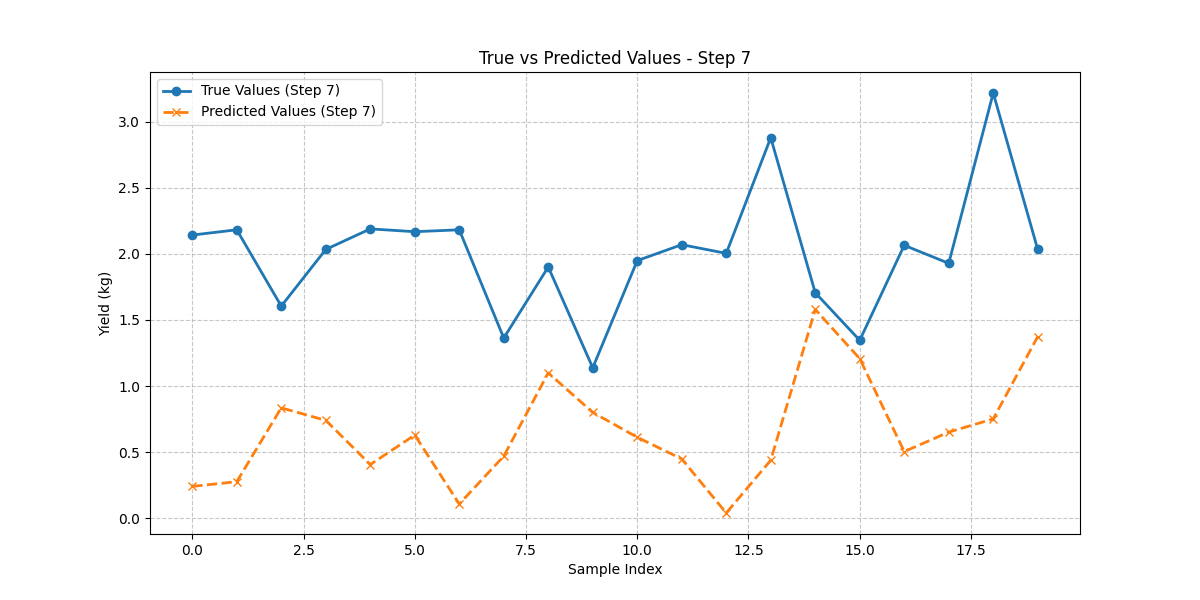 True vs Predicted Values - Step 7
True Values (Step 7)
Predicted Values (Step 7)
Yield (kg)
3.0
2.5
2.0
1.5
1.0
0.5
0.0
0.0 2.5 5.0 7.5 10.0 12.5 15.0 17.5
Sample Index